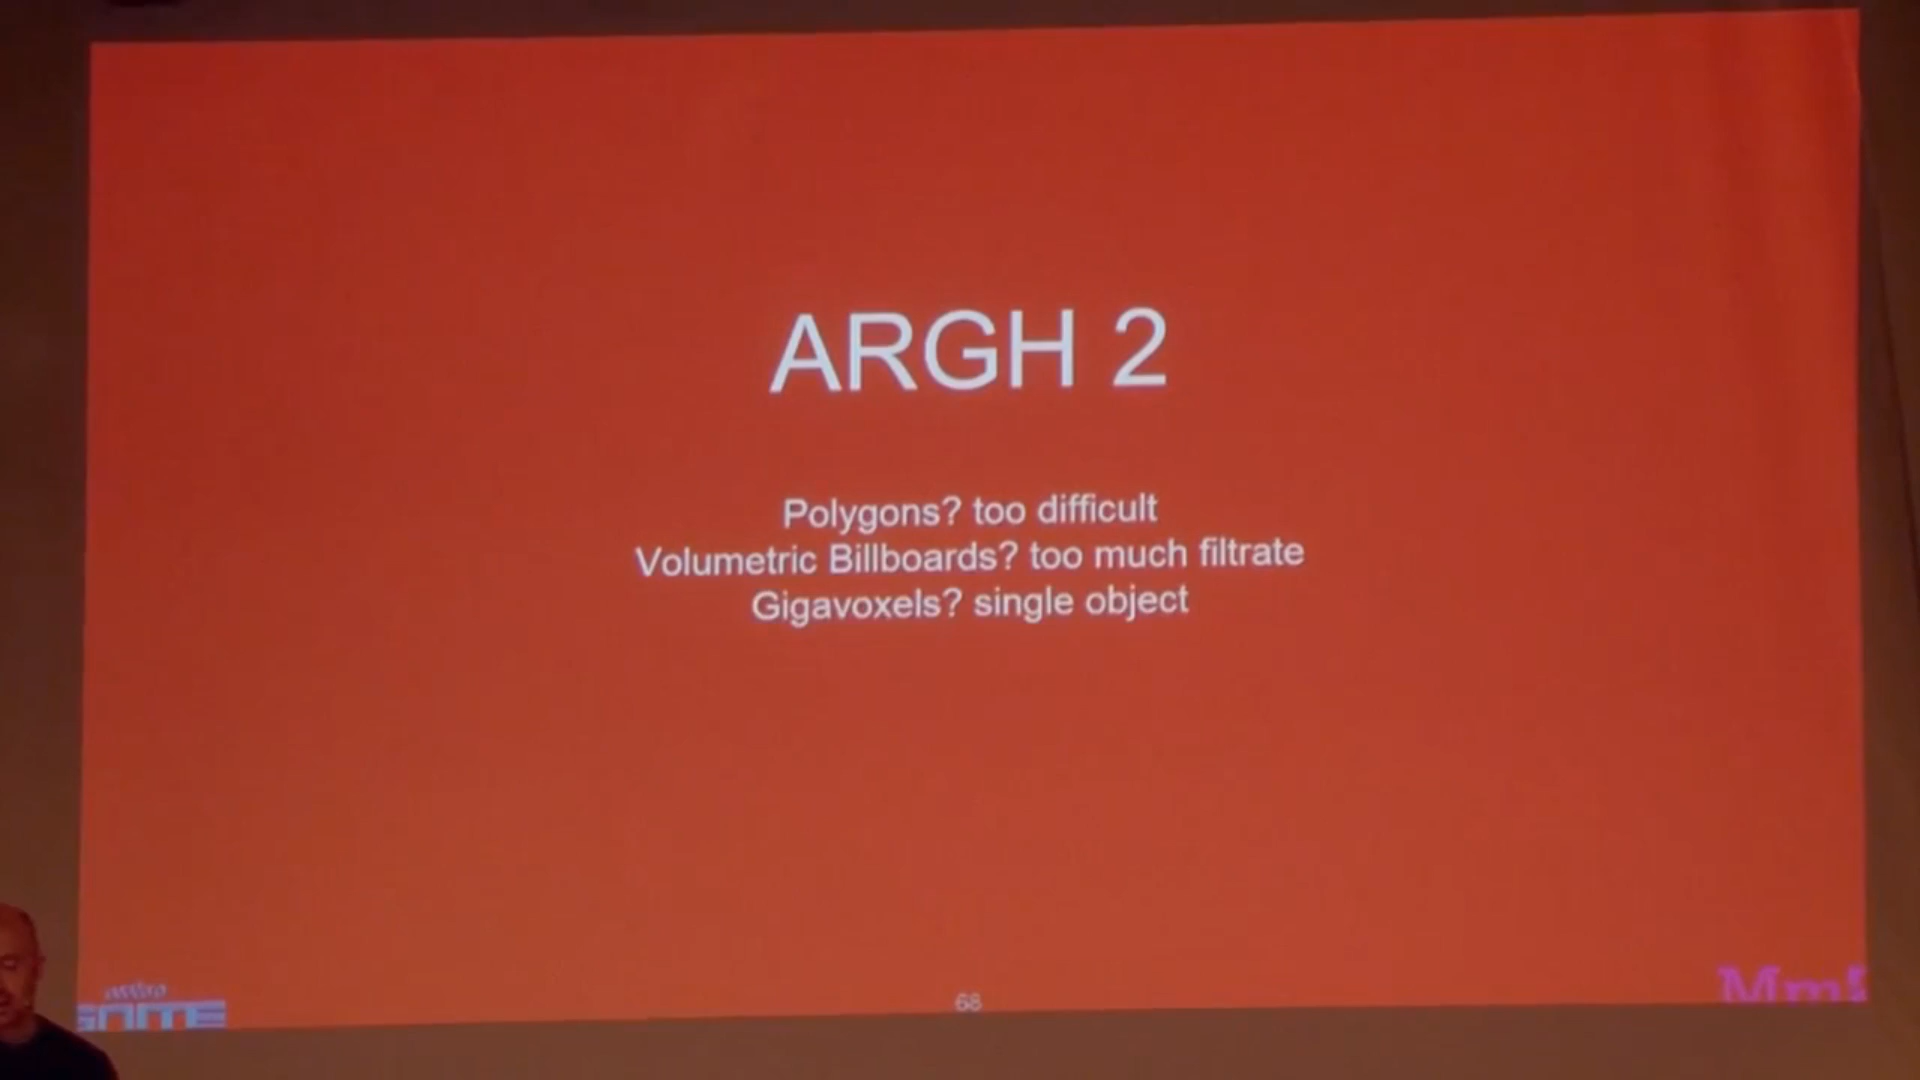 ARGH 2
Polygons? too difficult
Volumetric Billboards? too much filtrate
Gigavoxels? single object
68